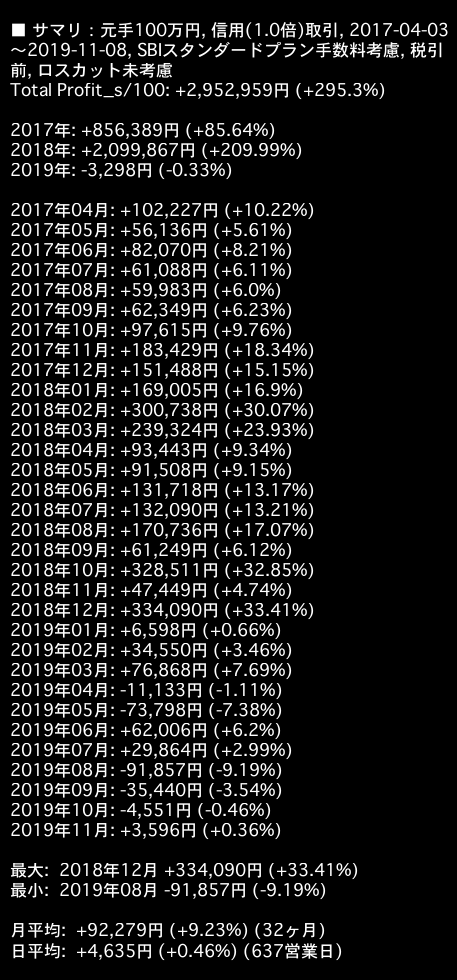 ■ サマリ：元手100万円, 信用(1.0倍)取引, 2017-04-03
〜2019-11-08, SBIスタンダードプラン手数料考慮, 税引
前, ロスカット未考慮
Total Profit_s/100: +2,952,959円 (+295.3%)
2017年: +856,389円 (+85.64%)
2018年: +2,099,867円 (+209.99%)
2019年: -3,298円 (-0.33%)
2017年04月: +102,227円 (+10.22%)
2017年05月: +56,136円 (+5.61%)
2017年06月: +82,070円 (+8.21%)
2017年07月: +61,088円 (+6.11%)
2017年08月: +59,983円 (+6.0%)
2017年09月: +62,349円 (+6.23%)
2017年10月: +97,615円 (+9.76%)
2017年11月: +183,429円 (+18.34%)
2017年12月: +151,488円 (+15.15%)
2018年01月: +169,005円 (+16.9%)
2018年02月: +300,738円 (+30.07%)
2018年03月: +239,324円 (+23.93%)
2018年04月: +93,443円 (+9.34%)
2018年05月: +91,508円 (+9.15%)
2018年06月: +131,718円 (+13.17%)
2018年07月: +132,090円 (+13.21%)
2018年08月: +170,736円 (+17.07%)
2018年09月: +61,249円 (+6.12%)
2018年10月: +328,511円 (+32.85%)
2018年11月: +47,449円 (+4.74%)
2018年12月: +334,090円 (+33.41%)
2019年01月: +6,598円 (+0.66%)
2019年02月: +34,550円 (+3.46%)
2019年03月: +76,868円 (+7.69%)
2019年04月: -11,133円 (-1.11%)
2019年05月: -73,798円 (-7.38%)
2019年06月: +62,006円 (+6.2%)
2019年07月: +29,864円 (+2.99%)
2019年08月: -91,857円 (-9.19%)
2019年09月: -35,440円 (-3.54%)
2019年10月: -4,551円 (-0.46%)
2019年11月: +3,596円 (+0.36%)
最大: 2018年12月 +334,090円 (+33.41%)
最小: 2019年08月 -91,857円 (-9.19%)
月平均: +92,279円 (+9.23%) (32ヶ月)
日平均: +4,635円 (+0.46%) (637営業日)